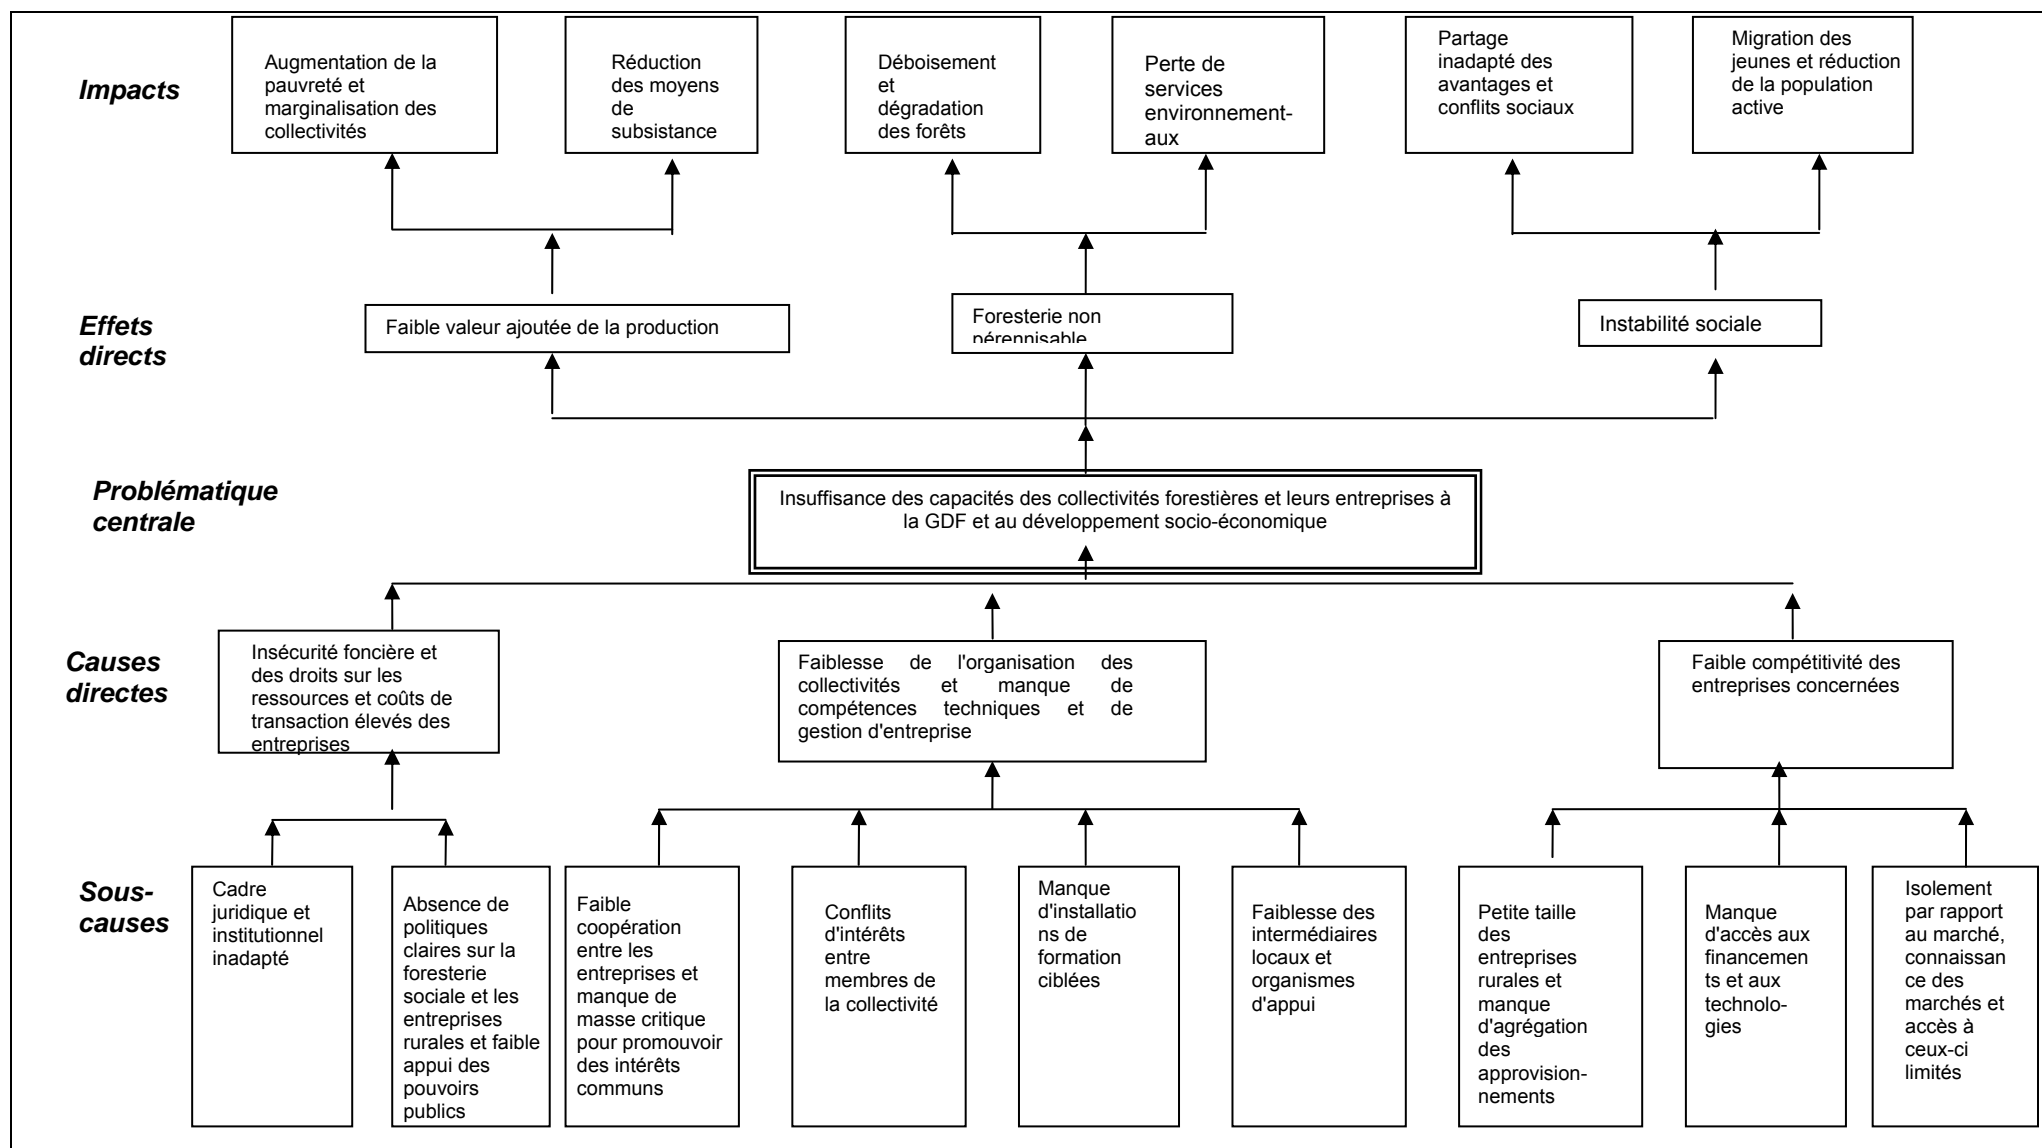 Impacts
Augmentation de la
pauvreté et
marginalisation des
collectivités
Réduction
des moyens
de
subsistance
Déboisement
et
dégradation
des forêts
Perte de
services
environnement-
aux
Partage
inadapté des
avantages et
conflits sociaux
Migration des
jeunes et réduction
de la population
active
Effets
directs
Faible valeur ajoutée de la production
Foresterie non
pérennisable
Instabilité sociale
Problématique
centrale
Insuffisance des capacités des collectivités forestières et leurs entreprises à
la GDF et au développement socio-économique
Causes
directes
Insécurité foncière et
des droits sur les
ressources et coûts de
transaction élevés des
entreprises
Faiblesse de l'organisation des
collectivités et manque de
compétences techniques et de
gestion d'entreprise
Faible compétitivité des
entreprises concernées
Sous-
causes
Cadre
juridique et
institutionnel
inadapté
Absence de
politiques
claires sur la
foresterie
sociale et les
entreprises
rurales et faible
appui des
pouvoirs
publics
Faible
coopération
entre les
entreprises et
manque de
masse critique
pour promouvoir
des intérêts
communs
Conflits
d'intérêts
entre
membres de
la collectivité
Manque
d'installatio
ns de
formation
ciblées
Faiblesse des
intermédiaires
locaux et
organismes
d'appui
Petite taille
des
entreprises
rurales et
manque
d'agrégation
des
approvision-
nements
Manque
d'accès aux
financemen
ts et aux
technolo-
gies
Isolement
par rapport
au marché,
connaissan
ce des
marchés et
accès à
ceux-ci
limités